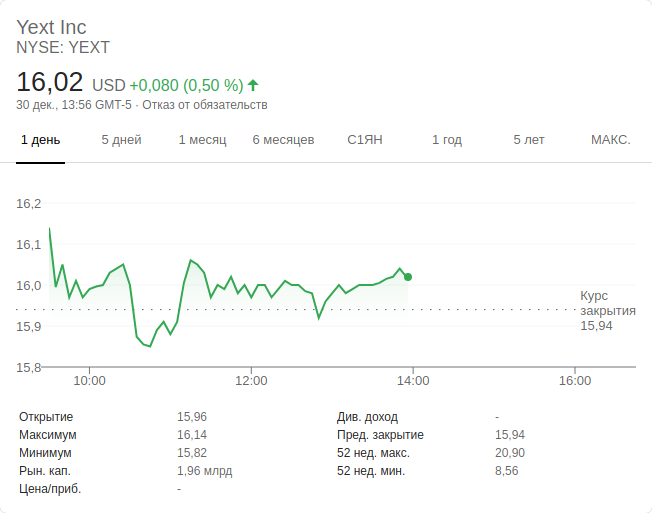 Yext Inc
NYSE: YEXT
16,02 USD +0,080 (0,50 %)
30 дек., 13:56 GMT-5 · Отказ от обязательств
1 день 5 дней 1 месяц 6 месяцев С1ЯН 1 год 5 лет МАКС.
16,2
16,1
16,0
Курс
закрытия
15,94
15,9
15,8
10:00 12:00 14:00 16:00
Открытие 15,96 Див. доход -
Максимум 16,14 Пред. закрытие 15,94
Минимум 15,82 52 нед. макс. 20,90
Рын. кап. 1,96 млрд 52 нед. мин. 8,56
Цена/приб. -